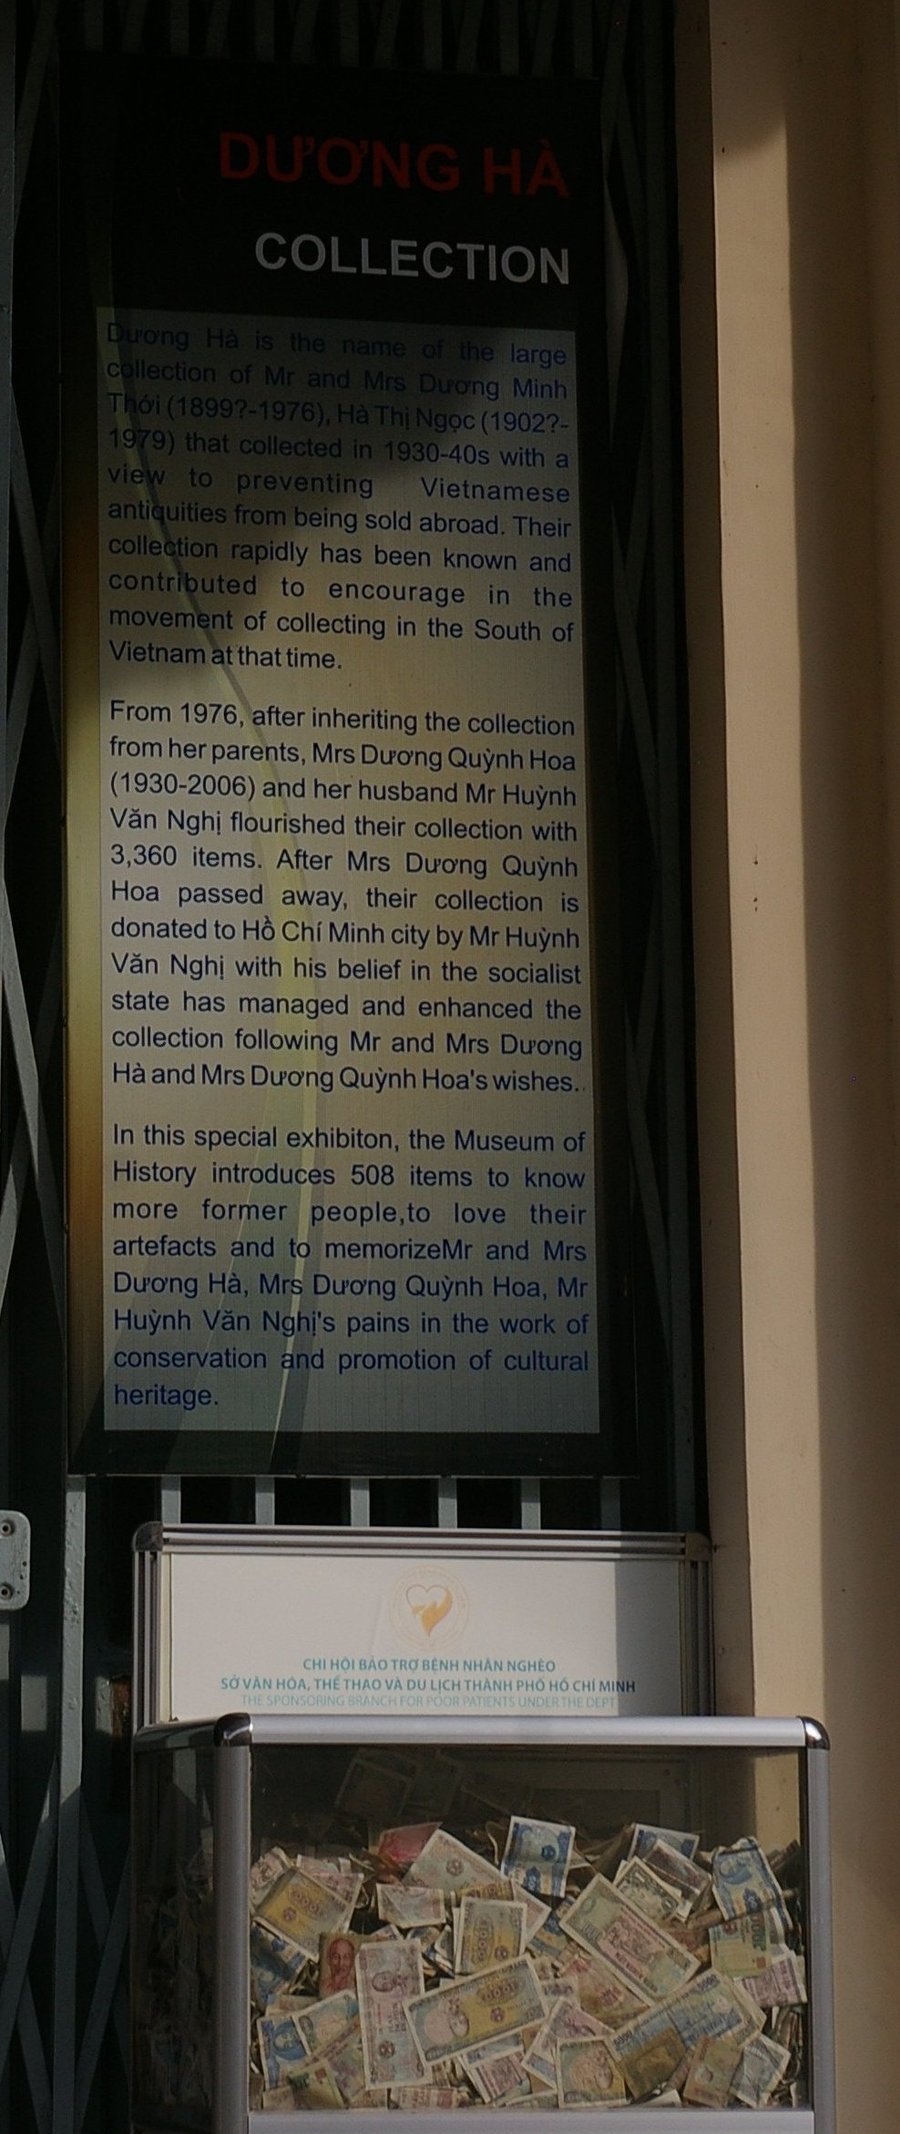 DƯƠNG HÀ
COLLECTION
Dương Hà is the name of the large
collection of Mr and Mrs Dương Minh
Thới (1899?-1976), Hà Thị Ngọc (1902?-
1979) that collected in 1930-40s with a
view to preventing Vietnamese
antiquities from being sold abroad. Their
collection rapidly has been known and
contributed to encourage in the
movement of collecting in the South of
Vietnam at that time.
From 1976, after inheriting the collection
from her parents, Mrs Dương Quỳnh Hoa
(1930-2006) and her husband Mr Huỳnh
Văn Nghị flourished their collection with
3,360 items. After Mrs Dương Quỳnh
Hoa passed away, their collection is
donated to Hồ Chí Minh city by Mr Huỳnh
Văn Nghị with his belief in the socialist
state has managed and enhanced the
collection following Mr and Mrs Dương
Hà and Mrs Dương Quỳnh Hoa's wishes..
In this special exhibiton, the Museum of
History introduces 508 items to know
more former people,to love their
artefacts and to memorizeMr and Mrs
Dương Hà, Mrs Dương Quỳnh Hoa, Mr
Huỳnh Văn Nghị's pains in the work of
conservation and promotion of cultural
heritage.
CHI HỘI BẢO TRỢ BỆNH NHÂN NGHÈO
SỞ VĂN HÓA, THỂ THAO VÀ DU LỊCH THÀNH PHỐ HỒ CHÍ MINH
THE SPONSORING BRANCH FOR POOR PATIENTS UNDER THE DEPT